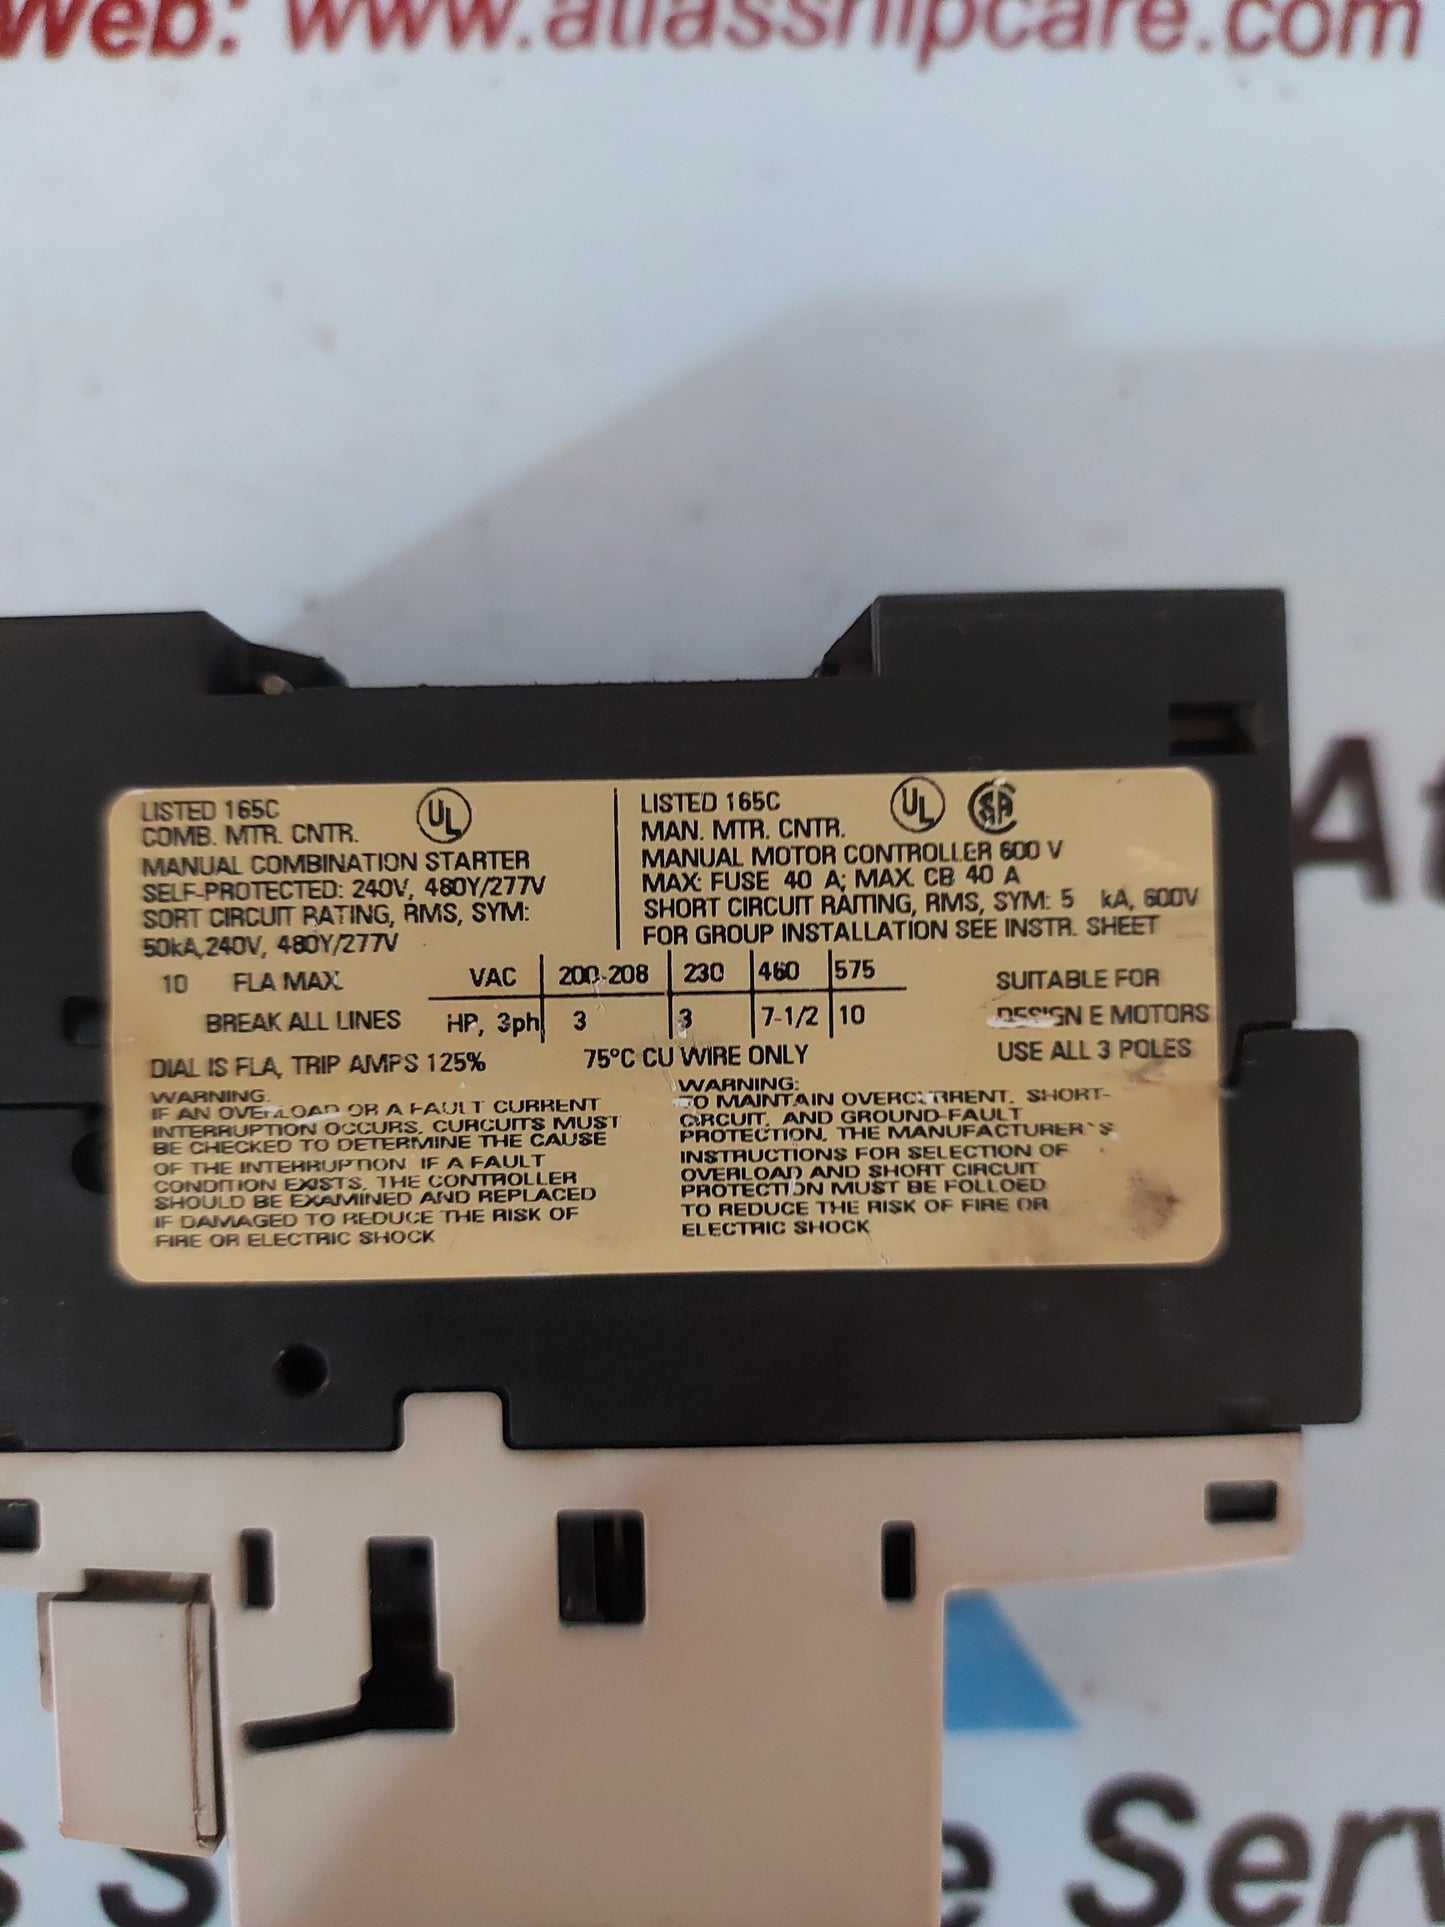 Web: www.atlasshipcare.com
LISTED 165C
COMB. MTR. CNTR.
UL
MANUAL COMBINATION STARTER
SELF-PROTECTED: 240V, 480Y/277V
SORT CIRCUIT RATING, RMS, SYM:
50kA,240V, 480Y/277V
LISTED 165C
MAN. MTR. CNTR.
UL
SA
MANUAL MOTOR CONTROLLER 600 V
MAX: FUSE 40 A; MAX. CB 40 A
SHORT CIRCUIT RAITING, RMS, SYM: 5 kA, 600V
FOR GROUP INSTALLATION SEE INSTR. SHEET
10 FLA MAX.
BREAK ALL LINES
VAC 200-208 230 460 575
HP, 3ph 3 3 7-1/2 10
SUITABLE FOR
DESIGN E MOTORS
USE ALL 3 POLES
DIAL IS FLA, TRIP AMPS 125%
75°C CU WIRE ONLY
WARNING:
IF AN OVERLOAD OR A FAULT CURRENT
INTERRUPTION OCCURS, CURCUITS MUST
BE CHECKED TO DETERMINE THE CAUSE
OF THE INTERRUPTION IF A FAULT
CONDITION EXISTS, THE CONTROLLER
SHOULD BE EXAMINED AND REPLACED
IF DAMAGED TO REDUCE THE RISK OF
FIRE OR ELECTRIC SHOCK
WARNING:
TO MAINTAIN OVERCURRENT, SHORT-
CIRCUIT, AND GROUND-FAULT
PROTECTION, THE MANUFACTURER`S
INSTRUCTIONS FOR SELECTION OF
OVERLOAD AND SHORT CIRCUIT
PROTECTION MUST BE FOLLOED
TO REDUCE THE RISK OF FIRE OR
ELECTRIC SHOCK